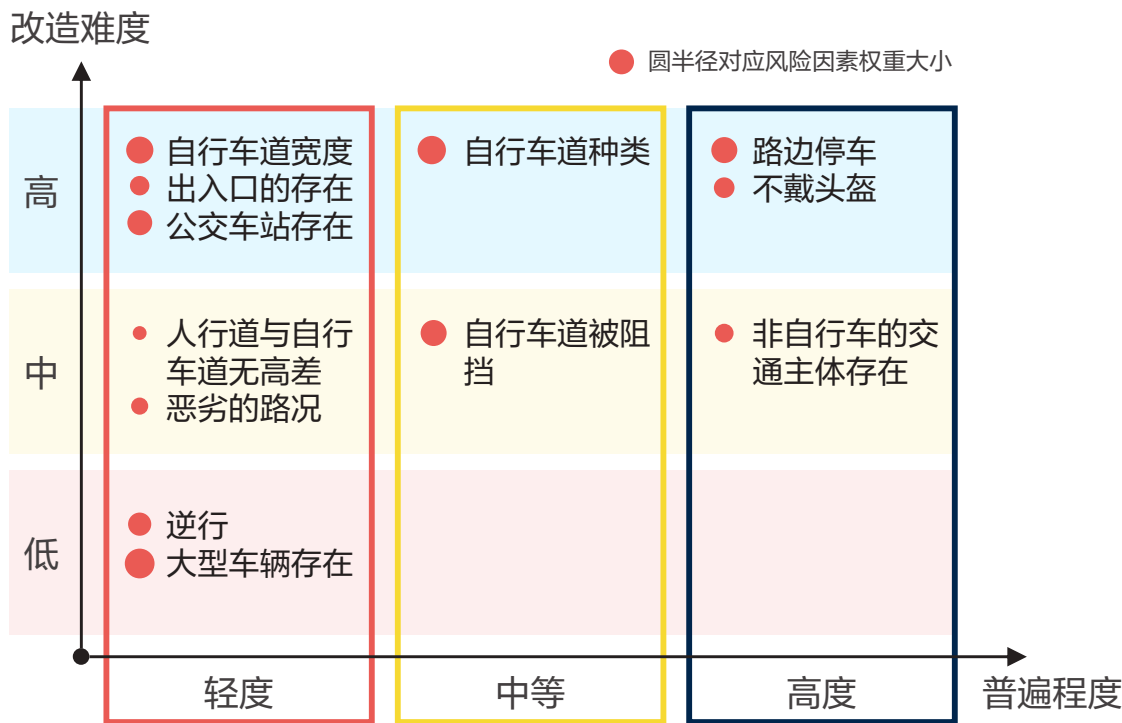 改造难度
圆半径对应风险因素权重大小
高
自行车道宽度
出入口的存在
公交车站存在
自行车道种类
路边停车
不戴头盔
中
人行道与自行
车道无高差
恶劣的路况
自行车道被阻
挡
非自行车的交
通主体存在
低
逆行
大型车辆存在
轻度
中等
高度
普遍程度